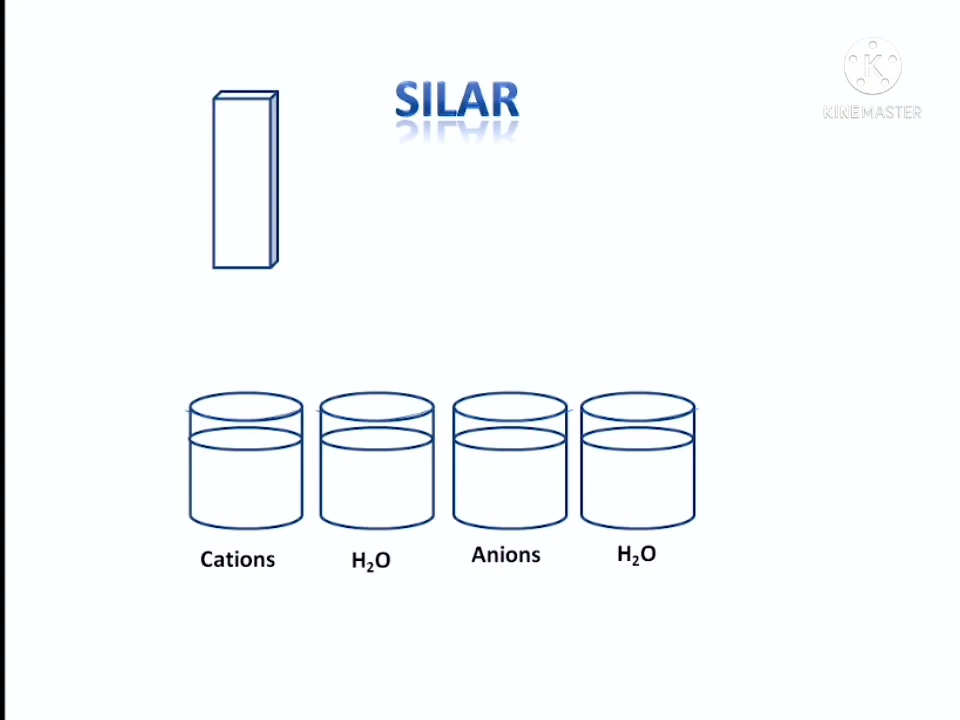 SILAR
K
KINEMASTER
Cations
H₂O
Anions
H₂O